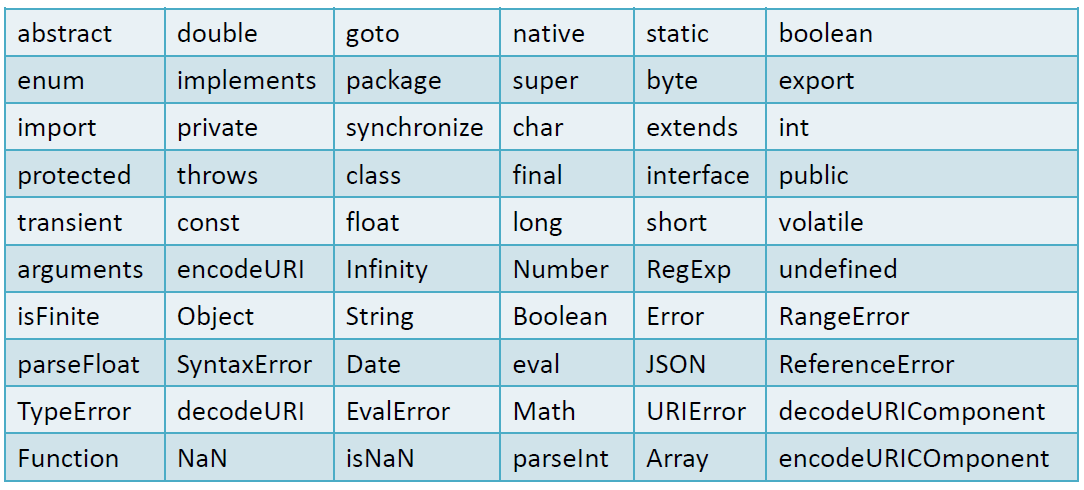 abstract double goto native static boolean
enum implements package super byte export
import private synchronize char extends int
protected throws class final interface public
transient const float long short volatile
arguments encodeURI Infinity Number RegExp undefined
isFinite Object String Boolean Error RangeError
parseFloat SyntaxError Date eval JSON ReferenceError
TypeError decodeURI EvalError Math URIError decodeURIComponent
Function NaN isNaN parseInt Array encodeURICOmponent